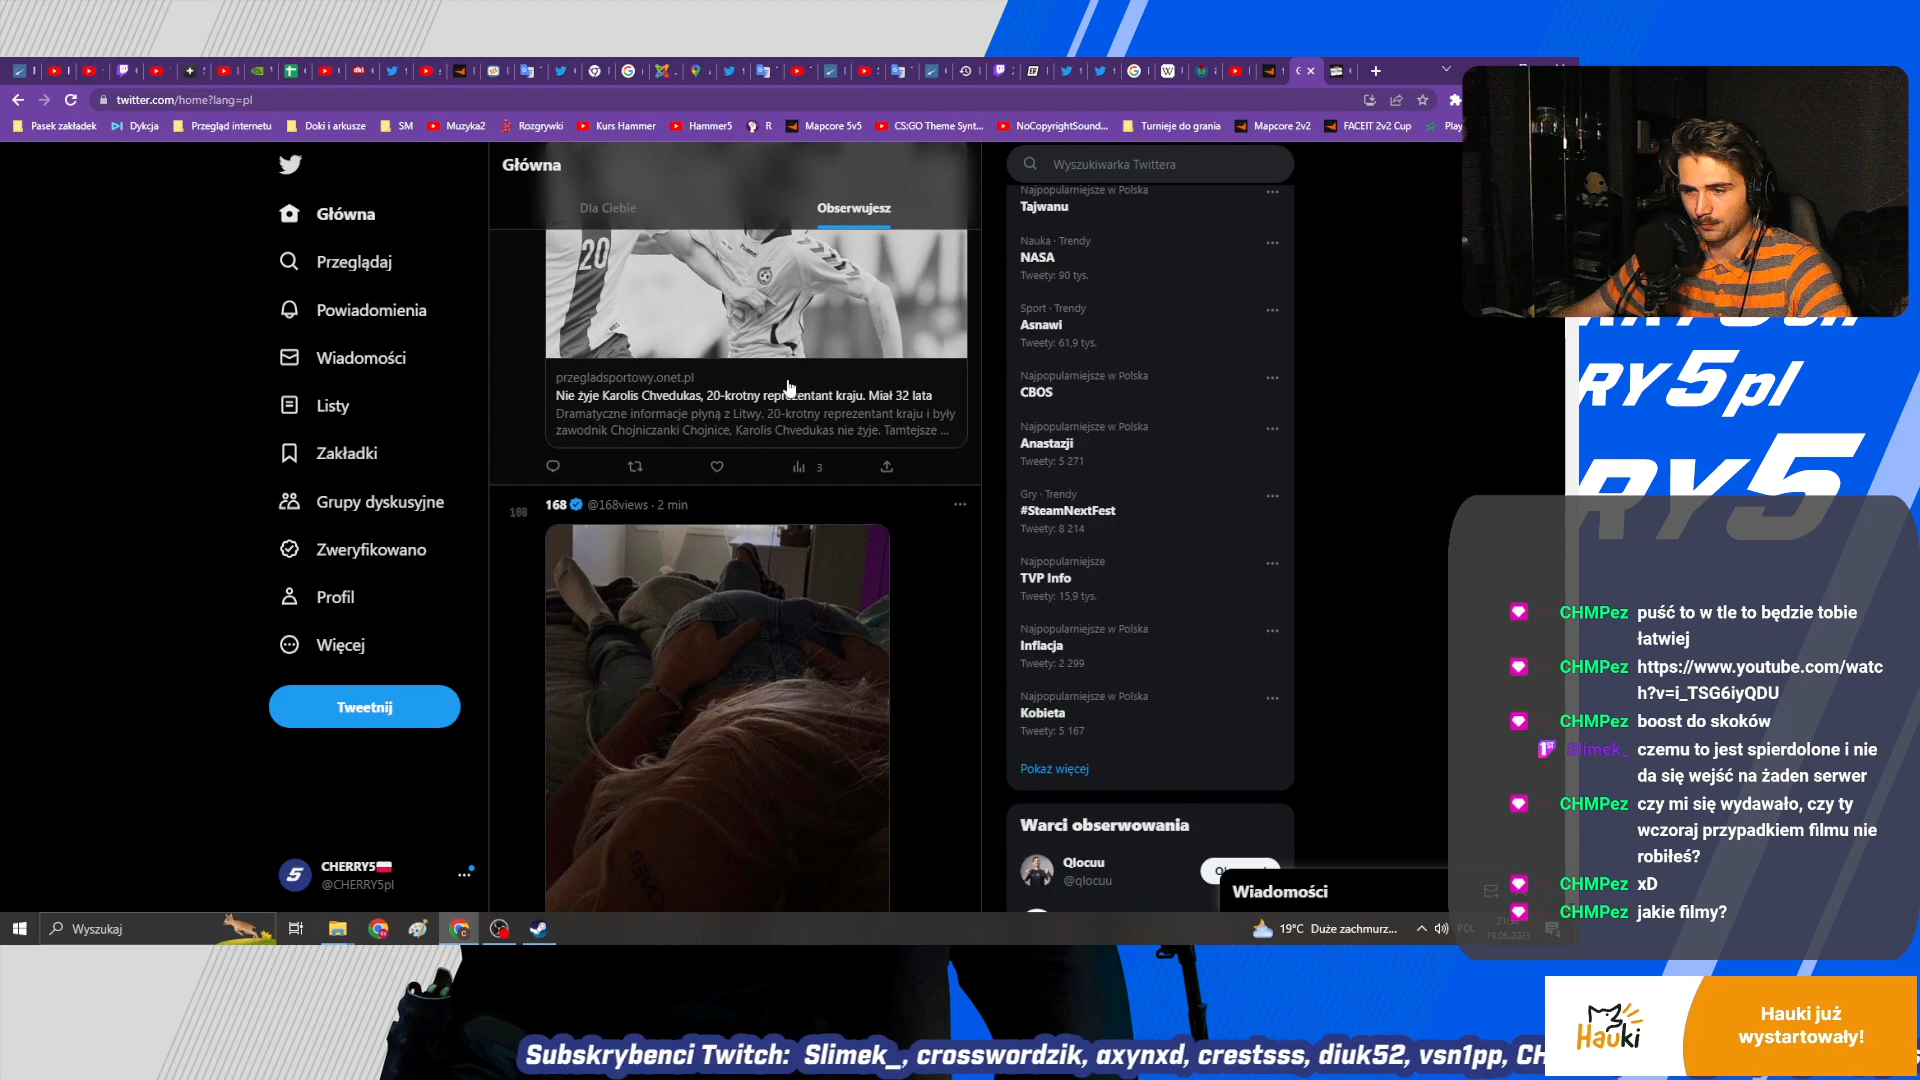 twitter.com/home?lang=pl
Pasek zakładek
Dykcja
Przegląd internetu
Doki i arkusze
SM
Muzyka2
Rozgrywki
Kurs Hammer
Hammer5
R
Mapcore 5v5
CS:GO Theme Synt...
NoCopyrightSound...
Turnieje do grania
Mapcore 2v2
FACEIT 2v2 Cup
Play
Główna
Przeglądaj
Powiadomienia
Wiadomości
Listy
Zakładki
Grupy dyskusyjne
Zweryfikowano
Profil
Więcej
Tweetnij
CHERRY5
@CHERRY5pl
Główna
Dla Ciebie
Obserwujesz
20
przegladsportowy.onet.pl
Nie żyje Karolis Chvedukas, 20-krotny reprezentant kraju. Miał 32 lata
Dramatyczne informacje płyną z Litwy. 20-krotny reprezentant kraju i były
zawodnik Chojniczanki Chojnice, Karolis Chvedukas nie żyje. Tamtejsze ...
3
168 @168views · 2 min
Wyszukiwarka Twittera
Najpopularniejsze w Polska
Tajwanu
Nauka · Trendy
NASA
Tweety: 90 tys.
Sport · Trendy
Asnawi
Tweety: 61,9 tys.
Najpopularniejsze w Polska
CBOS
Najpopularniejsze w Polska
Anastazji
Tweety: 5 271
Gry · Trendy
#SteamNextFest
Tweety: 8 214
Najpopularniejsze
TVP Info
Tweety: 15,9 tys.
Najpopularniejsze w Polska
Inflacja
Tweety: 2 299
Najpopularniejsze w Polska
Kobieta
Tweety: 5 167
Pokaż więcej
Warci obserwowania
Qlocuu
@qlocuu
Wiadomości
RY5pl
RY5
CHMPez puść to w tle to będzie tobie
łatwiej
CHMPez https://www.youtube.com/watc
h?v=i_TSG6iyQDU
CHMPez boost do skoków
Slimek_ czemu to jest spierdolone i nie
da się wejść na żaden serwer
CHMPez czy mi się wydawało, czy ty
wczoraj przypadkiem filmu nie
robiłeś?
CHMPez xD
CHMPez jakie filmy?
Wyszukaj
19°C Duże zachmurz...
POL
19.06.2023
Hauki
Hauki już
wystartowały!
Subskrybenci Twitch: Slimek_, crosswordzik, axynxd, crestsss, diuk52, vsn1pp, CH